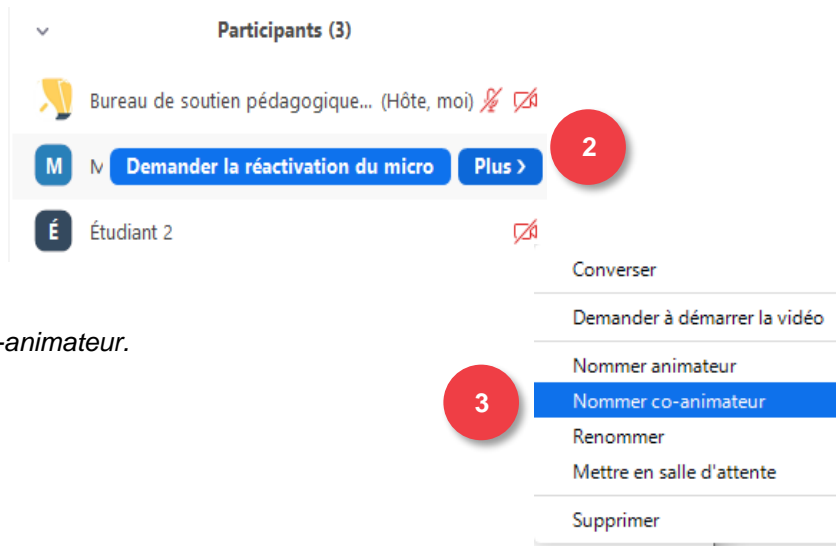 Participants (3)
Bureau de soutien pédagogique... (Hôte, moi)
2
M M Demander la réactivation du micro Plus >
É Étudiant 2
Converser
Demander à démarrer la vidéo
-animateur.
Nommer animateur
3
Nommer co-animateur
Renommer
Mettre en salle d'attente
Supprimer